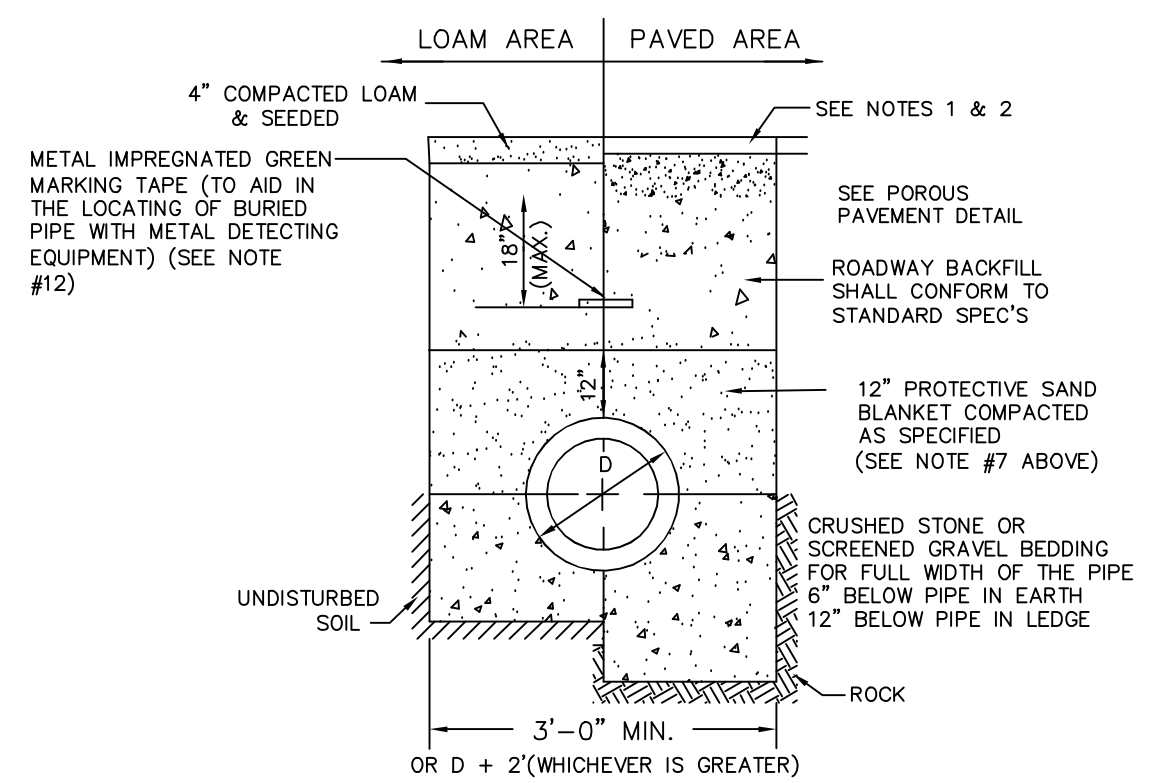 LOAM AREA
PAVED AREA
4” COMPACTED LOAM
& SEEDED
SEE NOTES 1 & 2
METAL IMPREGNATED GREEN
MARKING TAPE (TO AID IN
THE LOCATING OF BURIED
PIPE WITH METAL DETECTING
EQUIPMENT) (SEE NOTE
#12)
18”
(MAX.)
SEE POROUS
PAVEMENT DETAIL
ROADWAY BACKFILL
SHALL CONFORM TO
STANDARD SPEC'S
12”
12” PROTECTIVE SAND
BLANKET COMPACTED
AS SPECIFIED
(SEE NOTE #7 ABOVE)
D
CRUSHED STONE OR
SCREENED GRAVEL BEDDING
FOR FULL WIDTH OF THE PIPE
6” BELOW PIPE IN EARTH
12” BELOW PIPE IN LEDGE
UNDISTURBED
SOIL
ROCK
3'-0” MIN.
OR D + 2'(WHICHEVER IS GREATER)